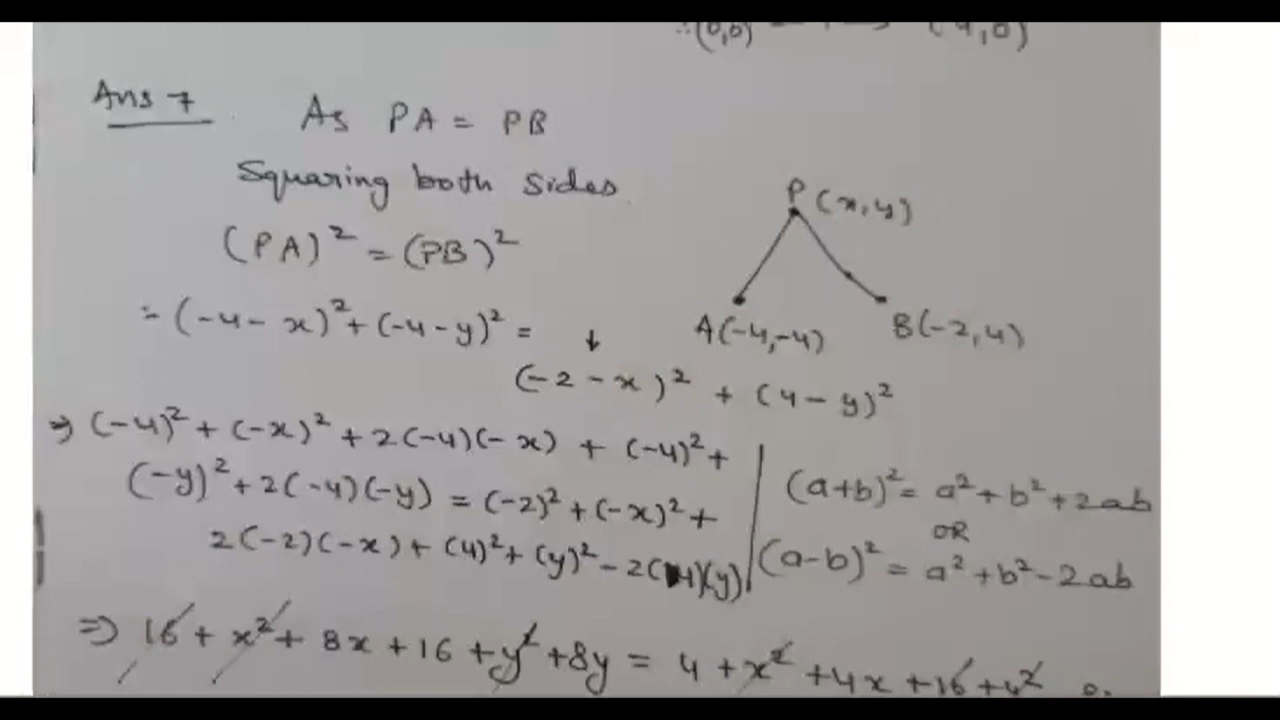 ∴(0,0) (4,0)
Ans 7 As PA = PB
Squaring both sides.
(PA)² = (PB)²
P(x,y)
A(-4,-4)
B(-2,4)
= (-4-x)² + (-4-y)² = ↓
(-2-x)² + (4-y)²
⇒ (-4)² + (-x)² + 2(-4)(-x) + (-4)² +
(-y)² + 2(-4)(-y) = (-2)² + (-x)² +
2(-2)(-x) + (4)² + (y)² - 2(4)(y)
(a+b)² = a² + b² + 2ab
OR
(a-b)² = a² + b² - 2ab
⇒ 16 + x² + 8x + 16 + y² + 8y = 4 + x² + 4x + 16 + y²